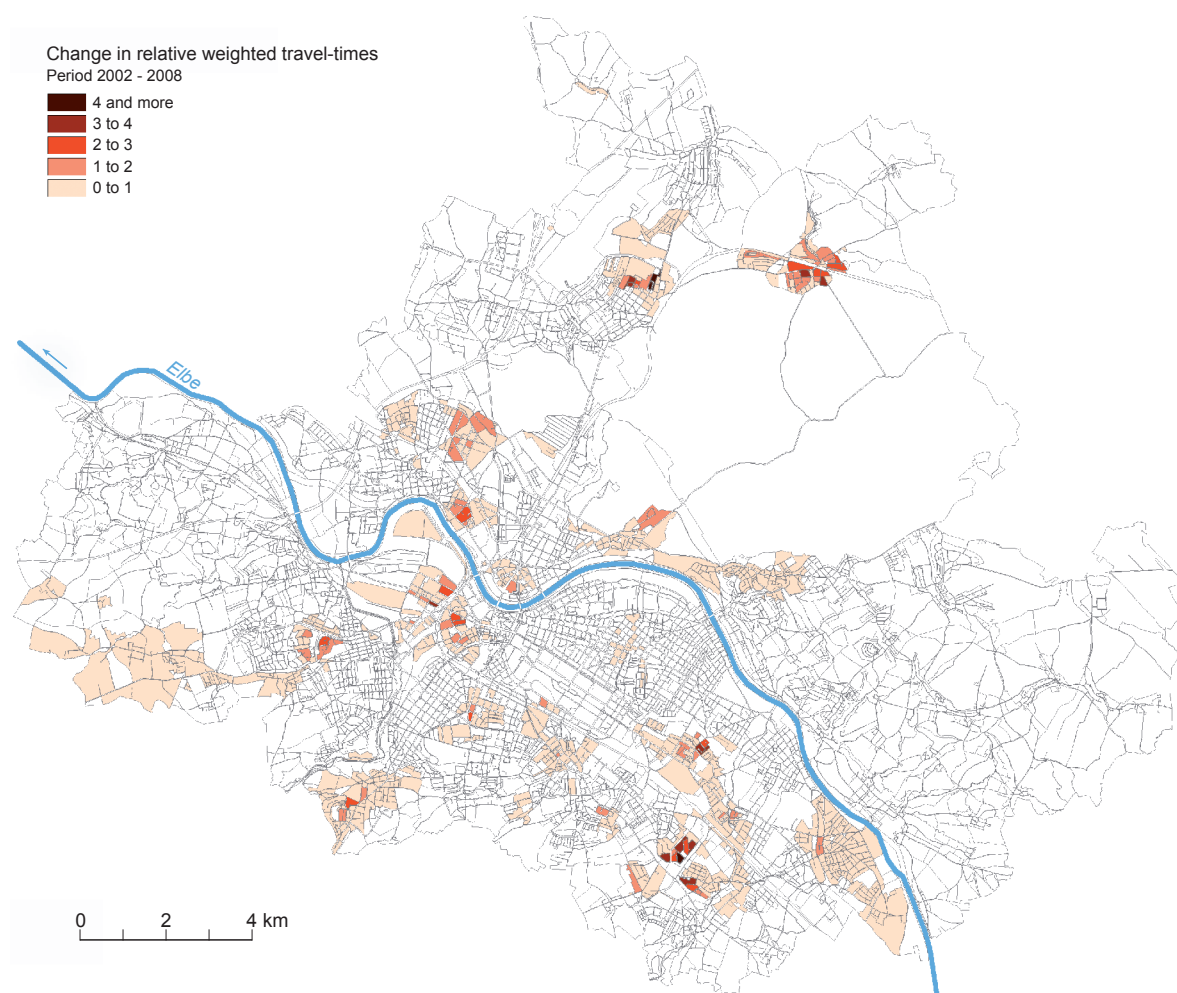 Change in relative weighted travel-times
Period 2002 - 2008
4 and more
3 to 4
2 to 3
1 to 2
0 to 1
Elbe
0 2 4 km